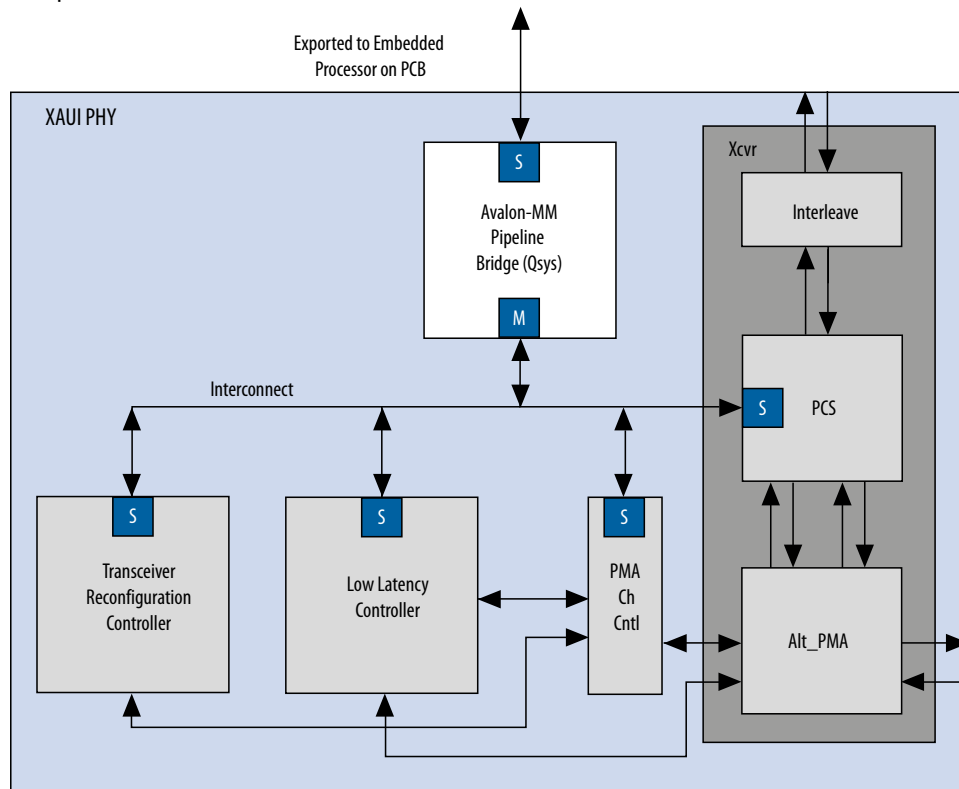 Exported to Embedded
Processor on PCB
XAUI PHY
Xcvr
S
Avalon-MM
Pipeline
Bridge (Qsys)
M
Interleave
Interconnect
S
PCS
S
Transceiver
Reconfiguration
Controller
S
Low Latency
Controller
S
PMA
Ch
Cntl
Alt_PMA